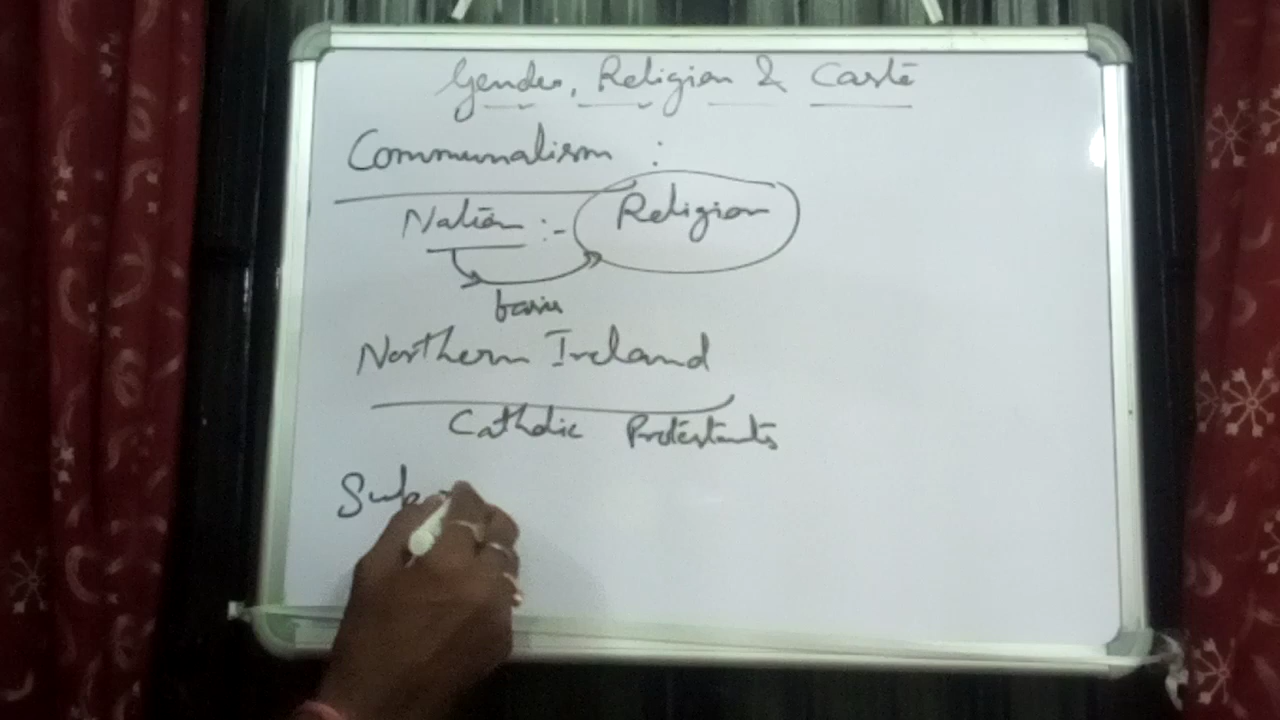 Gender, Religion & Caste
Communalism :
Nation :- Religion
basis
Northern Ireland
Catholic Protestants